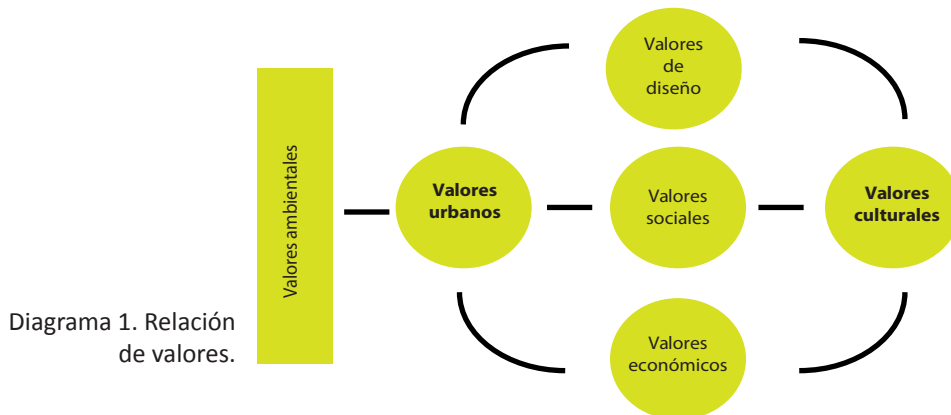 Valores
de
diseño
Valores ambientales
Valores
urbanos
Valores
sociales
Valores
culturales
Diagrama 1. Relación
de valores.
Valores
económicos